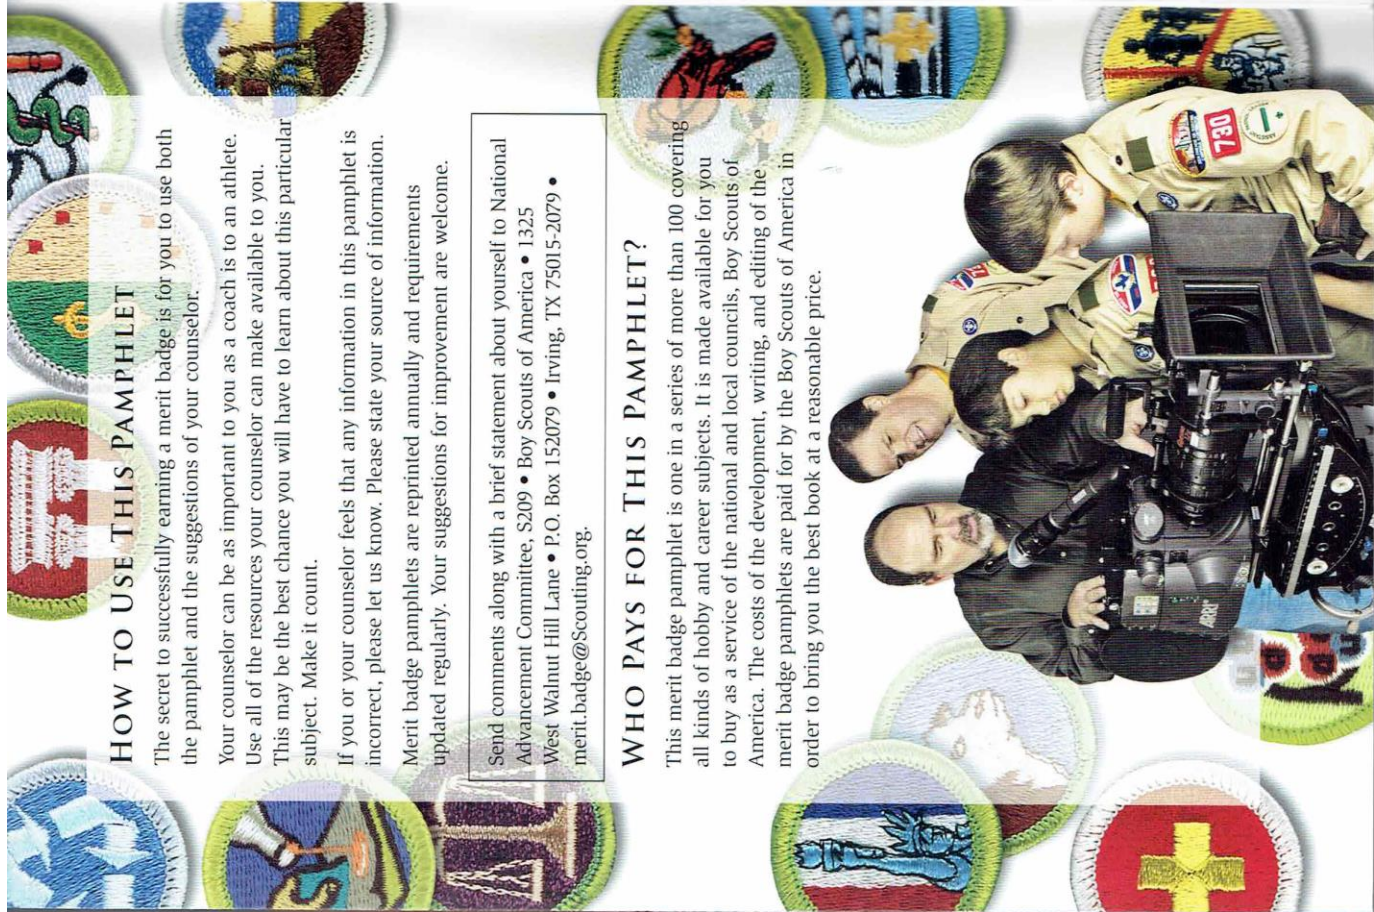 HOW TO USE THIS PAMPHLET
The secret to successfully earning a merit badge is for you to use both
the pamphlet and the suggestions of your counselor.
Your counselor can be as important to you as a coach is to an athlete.
Use all of the resources your counselor can make available to you.
This may be the best chance you will have to learn about this particular
subject. Make it count.
If you or your counselor feels that any information in this pamphlet is
incorrect, please let us know. Please state your source of information.
Merit badge pamphlets are reprinted annually and requirements
updated regularly. Your suggestions for improvement are welcome.
Send comments along with a brief statement about yourself to National
Advancement Committee, S209 • Boy Scouts of America • 1325
West Walnut Hill Lane • P.O. Box 152079 • Irving, TX 75015-2079 •
merit.badge@Scouting.org.
WHO PAYS FOR THIS PAMPHLET?
This merit badge pamphlet is one in a series of more than 100 covering
all kinds of hobby and career subjects. It is made available for you
to buy as a service of the national and local councils, Boy Scouts of
America. The costs of the development, writing, and editing of the
merit badge pamphlets are paid for by the Boy Scouts of America in
order to bring you the best book at a reasonable price.
730
ARRI